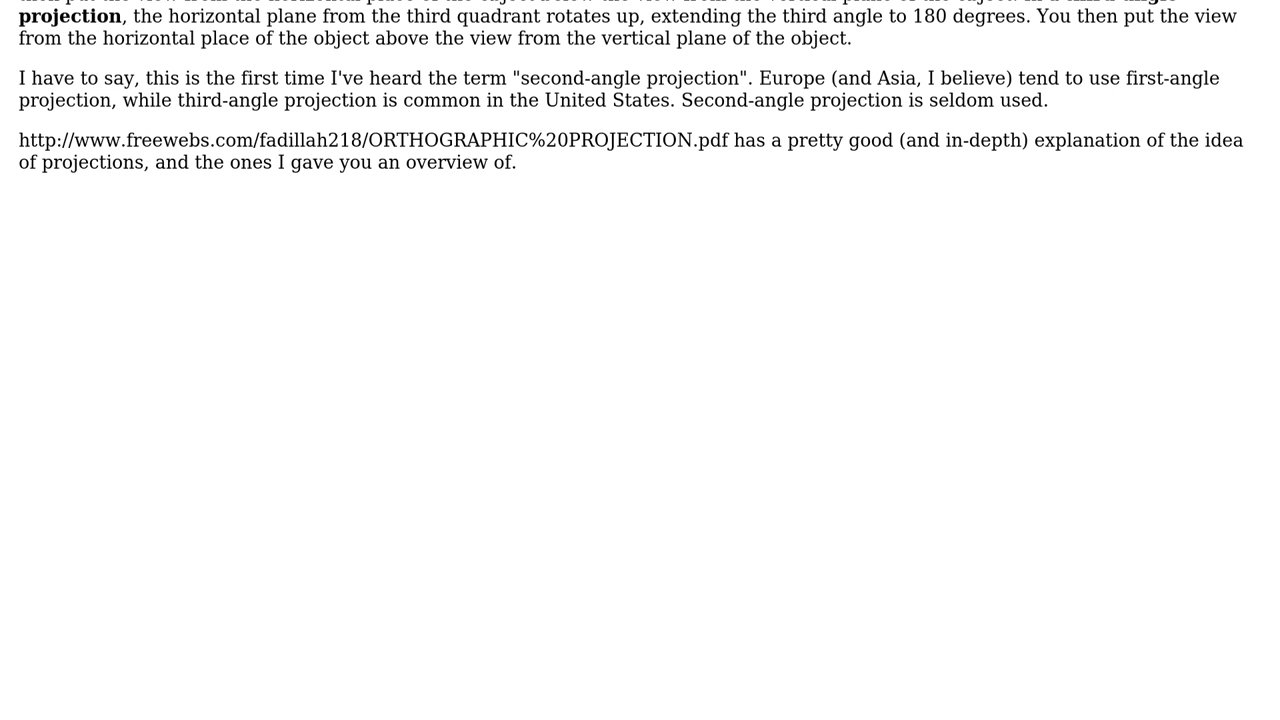 projection, the horizontal plane from the third quadrant rotates up, extending the third angle to 180 degrees. You then put the view
from the horizontal place of the object above the view from the vertical plane of the object.
I have to say, this is the first time I've heard the term "second-angle projection". Europe (and Asia, I believe) tend to use first-angle
projection, while third-angle projection is common in the United States. Second-angle projection is seldom used.
http://www.freewebs.com/fadillah218/ORTHOGRAPHIC%20PROJECTION.pdf has a pretty good (and in-depth) explanation of the idea
of projections, and the ones I gave you an overview of.